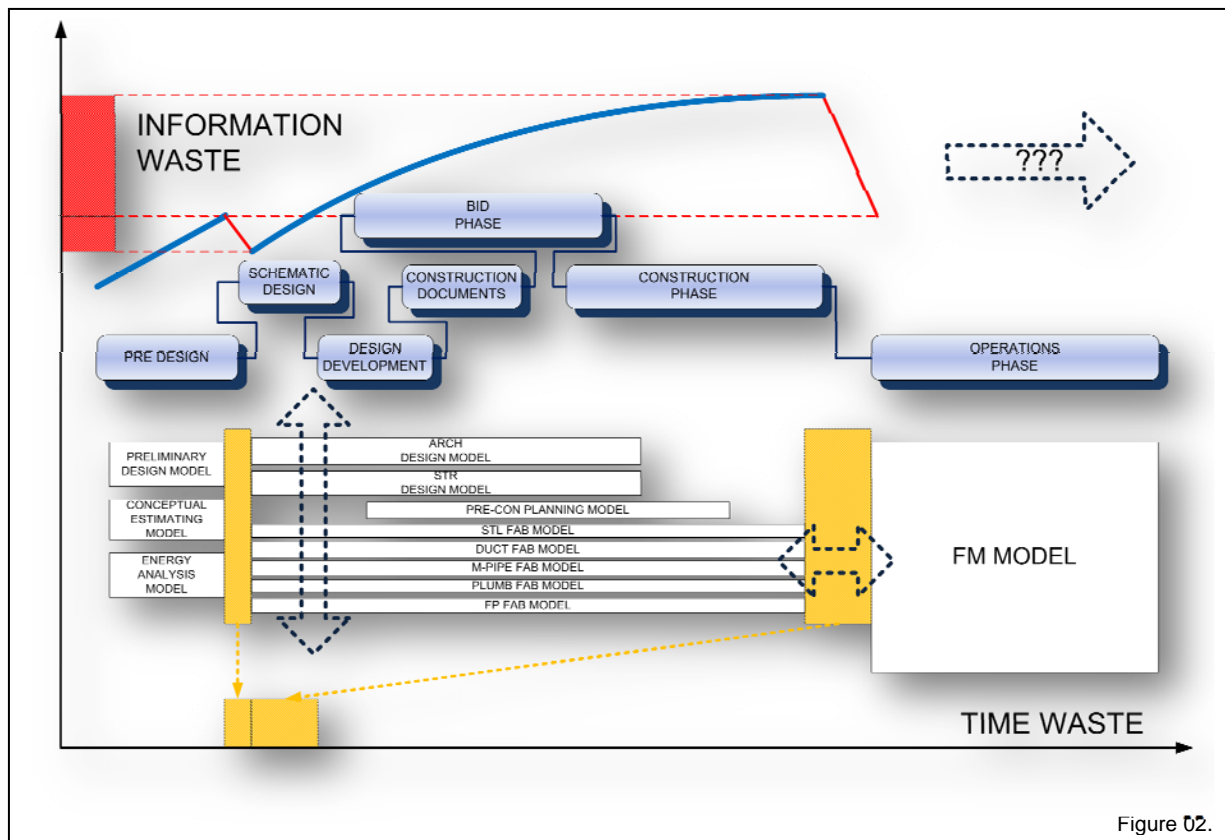 INFORMATION
WASTE
???
BID
PHASE
SCHEMATIC
DESIGN
CONSTRUCTION
DOCUMENTS
CONSTRUCTION
PHASE
PRE DESIGN
DESIGN
DEVELOPMENT
OPERATIONS
PHASE
PRELIMINARY
DESIGN MODEL
CONCEPTUAL
ESTIMATING
MODEL
ENERGY
ANALYSIS
MODEL
ARCH
DESIGN MODEL
STR
DESIGN MODEL
PRE-CON PLANNING MODEL
STL FAB MODEL
DUCT FAB MODEL
M-PIPE FAB MODEL
PLUMB FAB MODEL
FP FAB MODEL
FM MODEL
TIME WASTE
Figure 02.